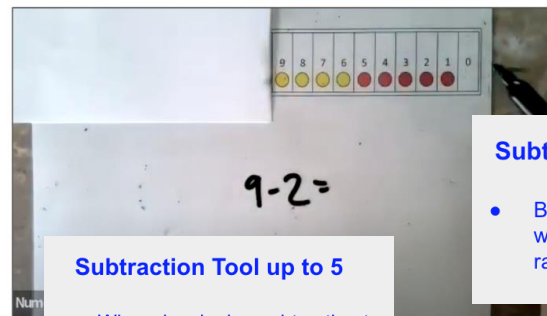 9 8 7 6 5 4 3 2 1 0
9-2=
Subt
B
w
ra
Subtraction Tool up to 5
Num